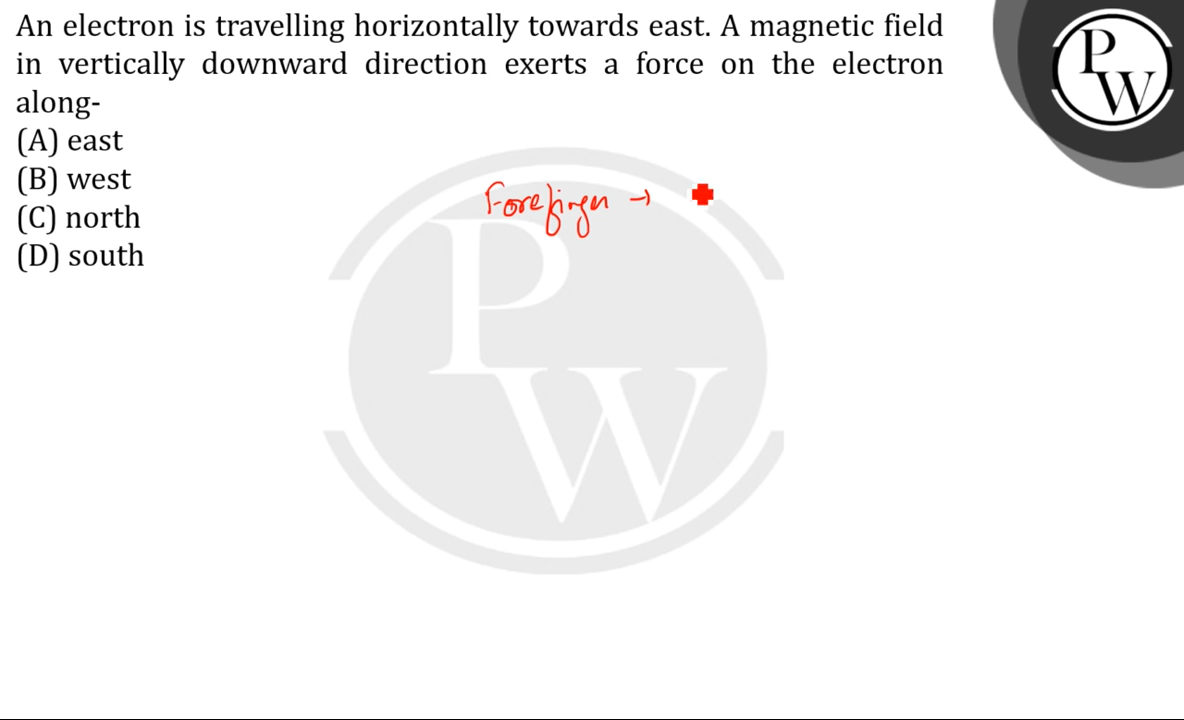 An electron is travelling horizontally towards east. A magnetic field
in vertically downward direction exerts a force on the electron
along-
(A) east
(B) west
(C) north
(D) south
Forefinger →
P
W
P
W